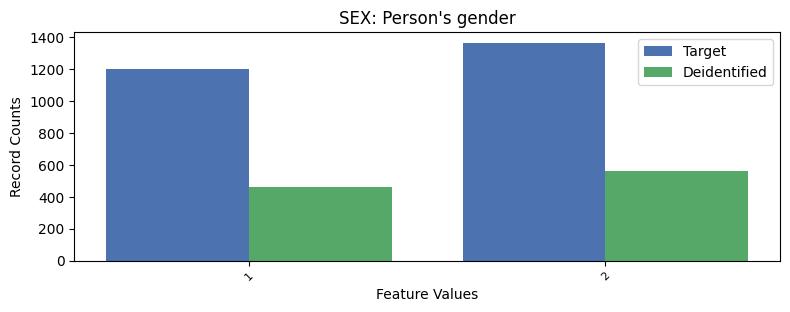 SEX: Person's gender
Target
Deidentified
Record Counts
1400
1200
1000
800
600
400
200
0
1
2
Feature Values